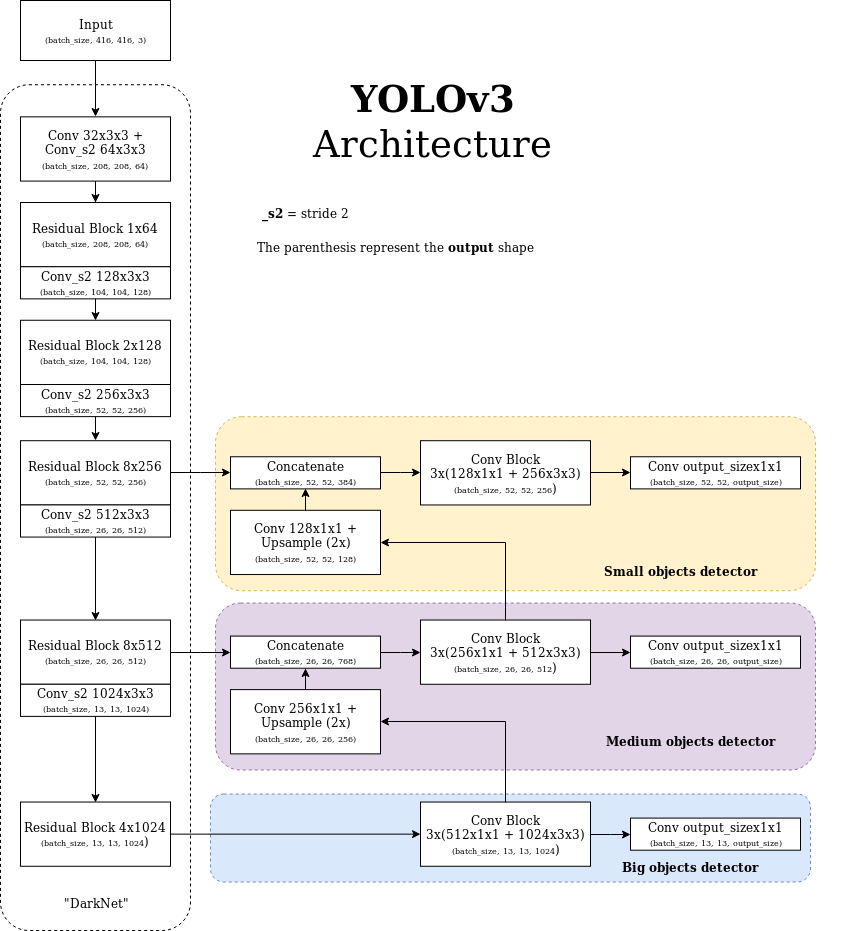 Input
(batch_size, 416, 416, 3)
YOLOv3
Architecture
_s2 = stride 2
The parenthesis represent the output shape
Conv 32x3x3 +
Conv_s2 64x3x3
(batch_size, 208, 208, 64)
Residual Block 1x64
(batch_size, 208, 208, 64)
Conv_s2 128x3x3
(batch_size, 104, 104, 128)
Residual Block 2x128
(batch_size, 104, 104, 128)
Conv_s2 256x3x3
(batch_size, 52, 52, 256)
Residual Block 8x256
(batch_size, 52, 52, 256)
Conv_s2 512x3x3
(batch_size, 26, 26, 512)
Residual Block 8x512
(batch_size, 26, 26, 512)
Conv_s2 1024x3x3
(batch_size, 13, 13, 1024)
Residual Block 4x1024
(batch_size, 13, 13, 1024)
"DarkNet"
Concatenate
(batch_size, 52, 52, 384)
Conv Block
3x(128x1x1 + 256x3x3)
(batch_size, 52, 52, 256)
Conv output_sizex1x1
(batch_size, 52, 52, output_size)
Conv 128x1x1 +
Upsample (2x)
(batch_size, 52, 52, 128)
Small objects detector
Concatenate
(batch_size, 26, 26, 768)
Conv Block
3x(256x1x1 + 512x3x3)
(batch_size, 26, 26, 512)
Conv output_sizex1x1
(batch_size, 26, 26, output_size)
Conv 256x1x1 +
Upsample (2x)
(batch_size, 26, 26, 256)
Medium objects detector
Conv Block
3x(512x1x1 + 1024x3x3)
(batch_size, 13, 13, 1024)
Conv output_sizex1x1
(batch_size, 13, 13, output_size)
Big objects detector